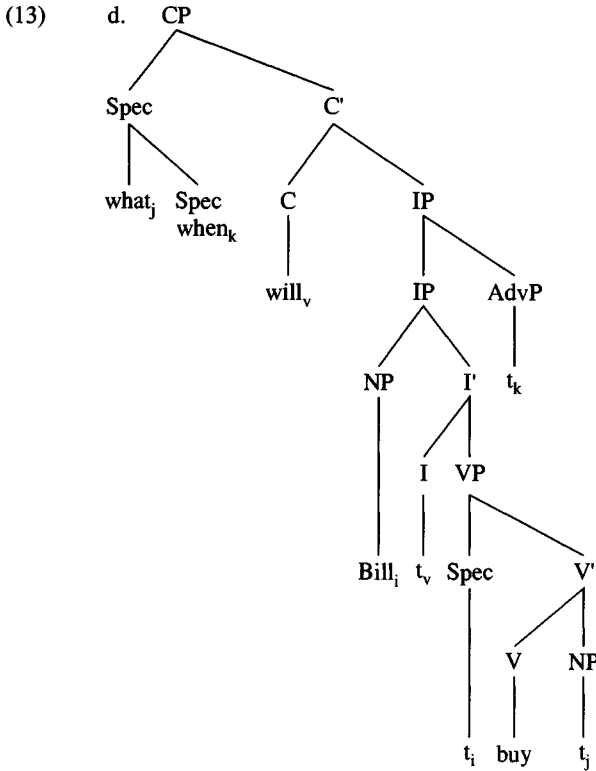 (13) d. CP
Spec C'
what_j Spec C IP
when_k
will_v IP AdvP
NP I' t_k
I VP
Bill_i t_v Spec V'
V NP
t_i buy t_j